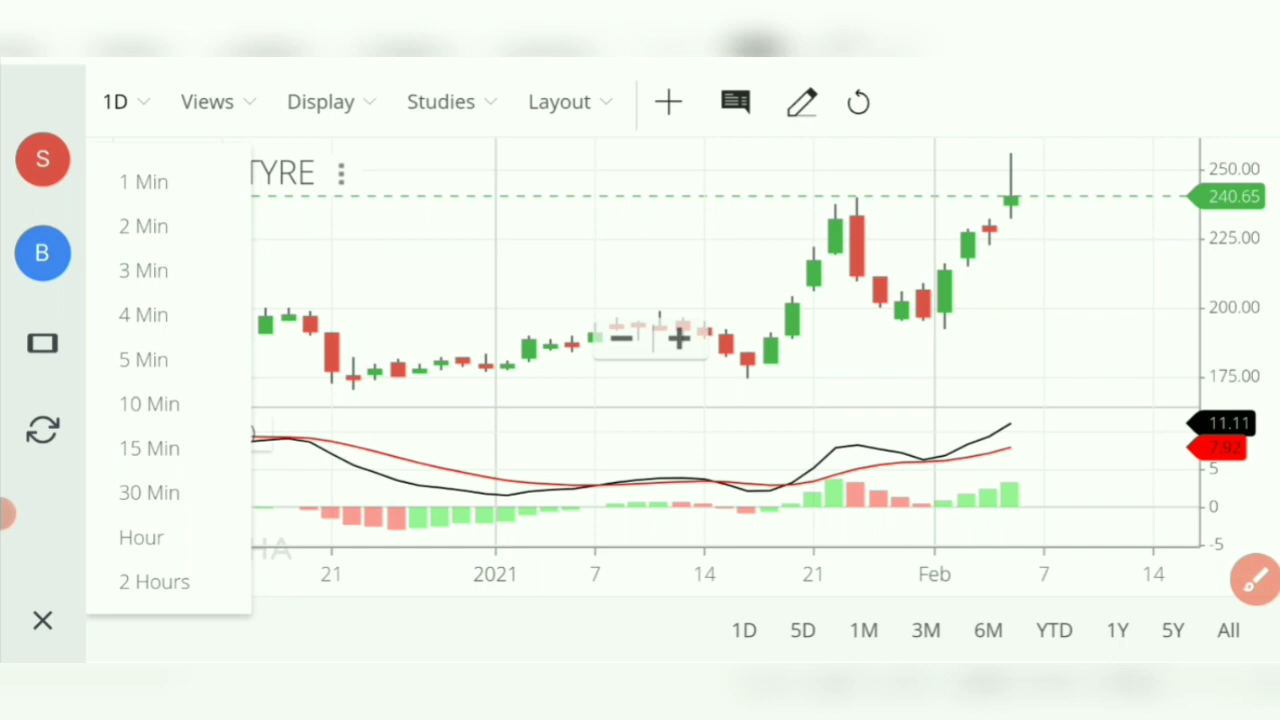 1D Views Display Studies Layout
S
B
TYRE
1 Min
2 Min
3 Min
4 Min
5 Min
10 Min
15 Min
30 Min
Hour
2 Hours
250.00
240.65
225.00
200.00
175.00
11.11
7.92
5
0
-5
HA
21 2021 7 14 21 Feb 7 14
1D 5D 1M 3M 6M YTD 1Y 5Y All